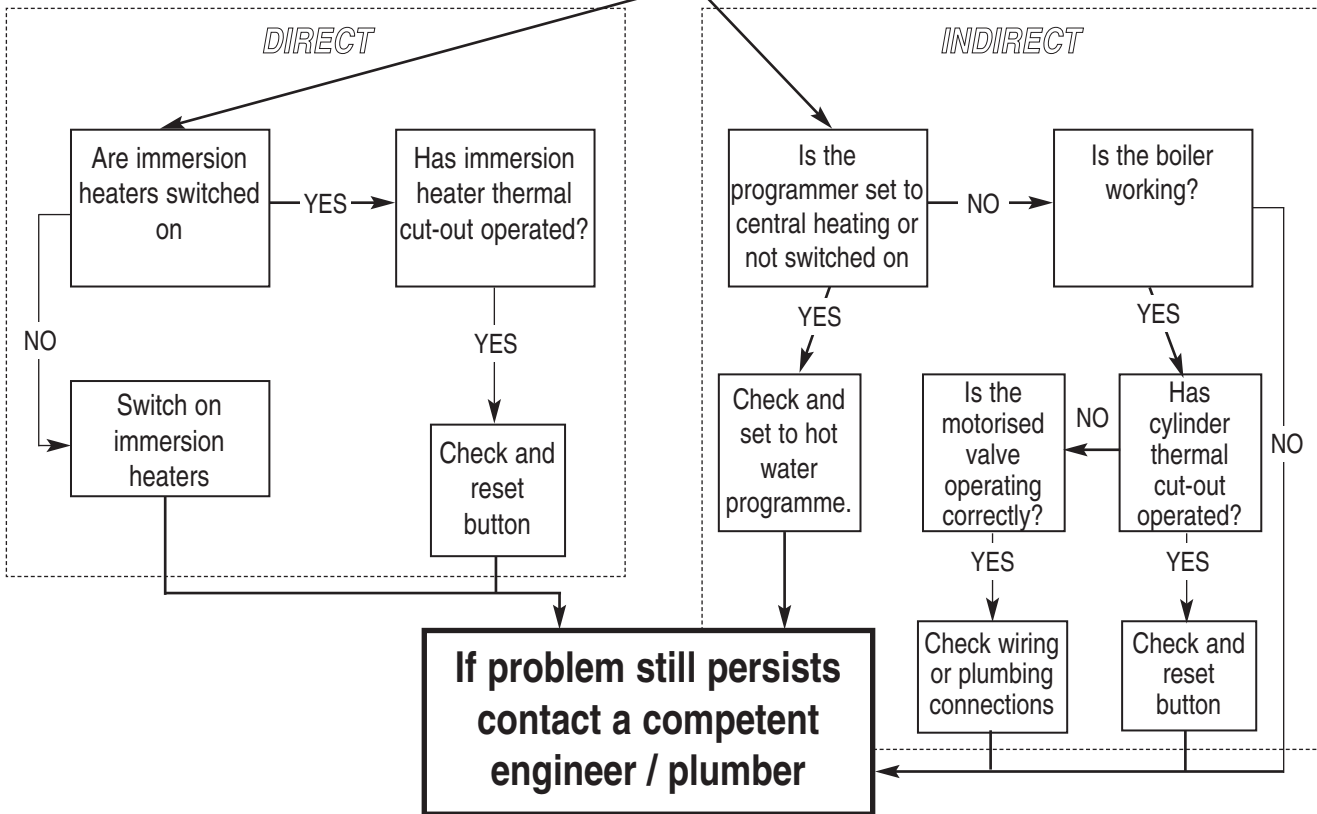 DIRECT
Are immersion
heaters switched
on
YES
Has immersion
heater thermal
cut-out operated?
NO
YES
Switch on
immersion
heaters
Check and
reset
button
INDIRECT
Is the
programmer set to
central heating or
not switched on
NO
Is the boiler
working?
YES
YES
NO
Check and
set to hot
water
programme.
Is the
motorised
valve
operating
correctly?
NO
Has
cylinder
thermal
cut-out
operated?
YES
YES
Check wiring
or plumbing
connections
Check and
reset
button
If problem still persists
contact a competent
engineer / plumber